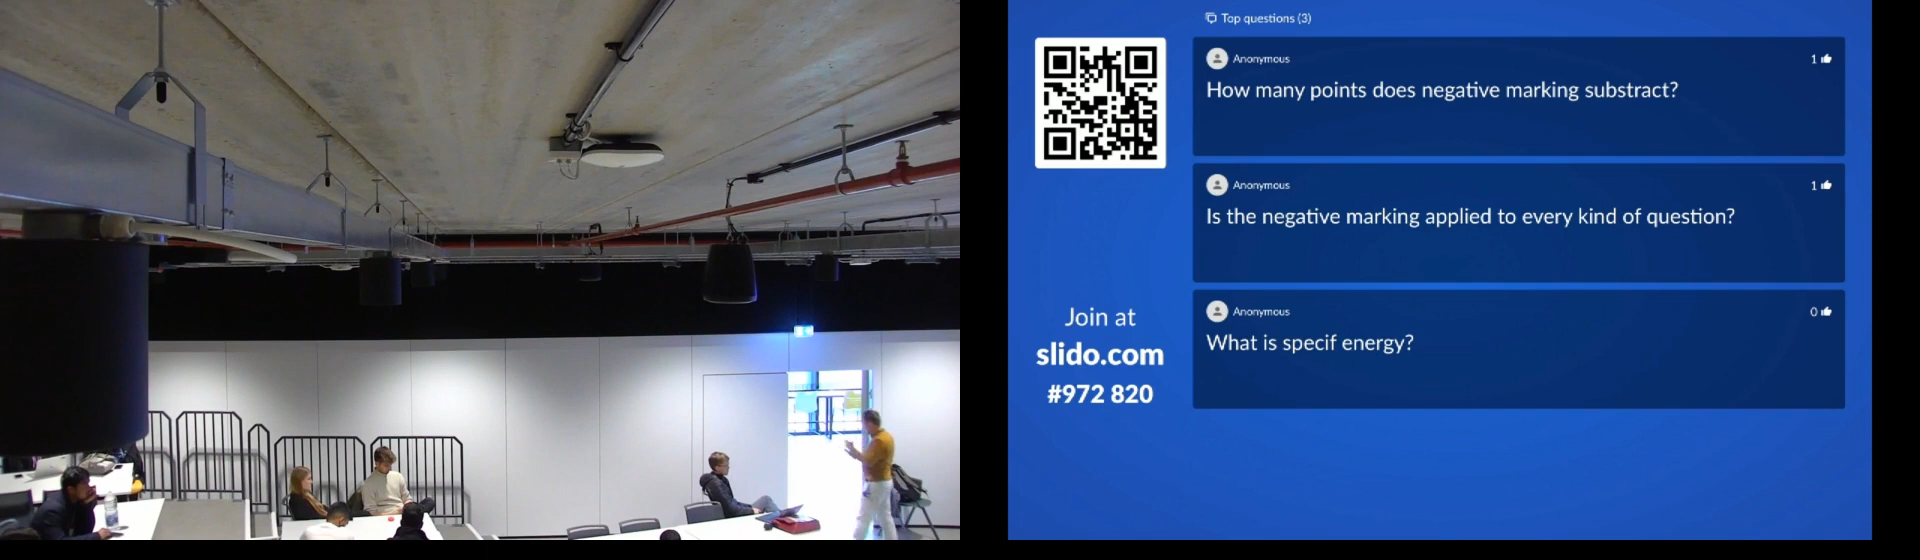 Top questions (3)
Anonymous
1
How many points does negative marking substract?
Anonymous
1
Is the negative marking applied to every kind of question?
Anonymous
0
What is specif energy?
Join at
slido.com
#972 820